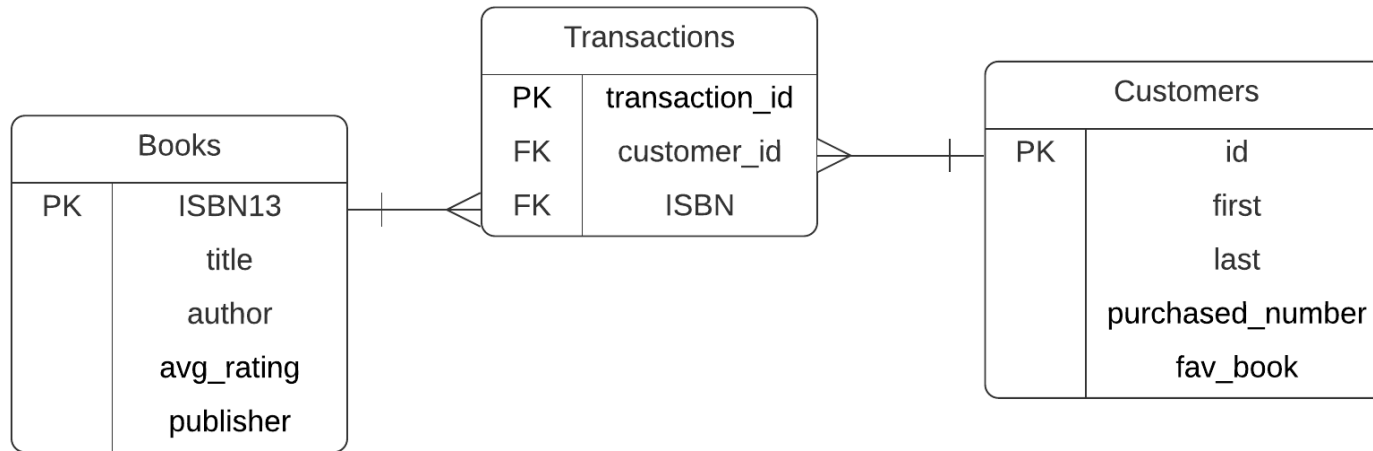 Books
PK ISBN13
title
author
avg_rating
publisher
Transactions
PK transaction_id
FK customer_id
FK ISBN
Customers
PK id
first
last
purchased_number
fav_book